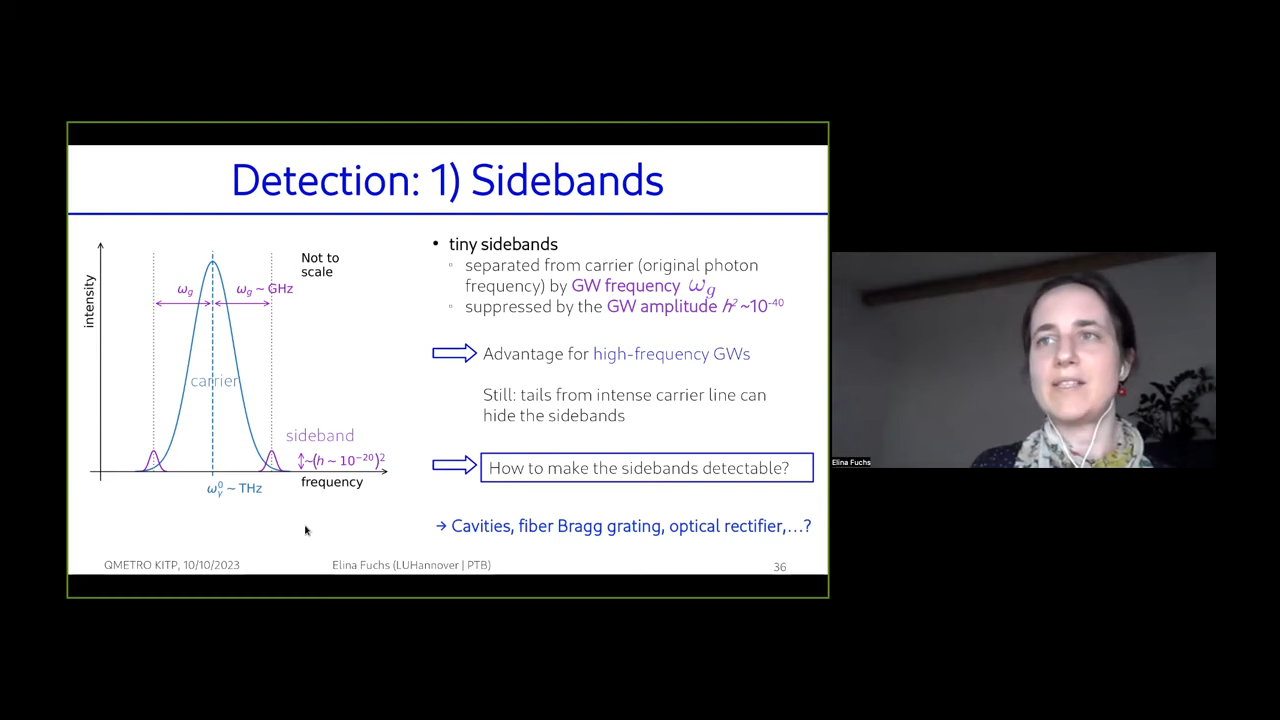 Detection: 1) Sidebands
intensity
Not to
scale
ω_g
ω_g ~ GHz
carrier
sideband
~(h ~ 10⁻²⁰)²
ω_γ⁰ ~ THz
frequency
• tiny sidebands
◦ separated from carrier (original photon
frequency) by GW frequency ω_g
◦ suppressed by the GW amplitude h² ~10⁻⁴⁰
Advantage for high-frequency GWs
Still: tails from intense carrier line can
hide the sidebands
How to make the sidebands detectable?
→ Cavities, fiber Bragg grating, optical rectifier,…?
QMETRO KITP, 10/10/2023
Elina Fuchs (LUHannover | PTB)
36
Elina Fuchs